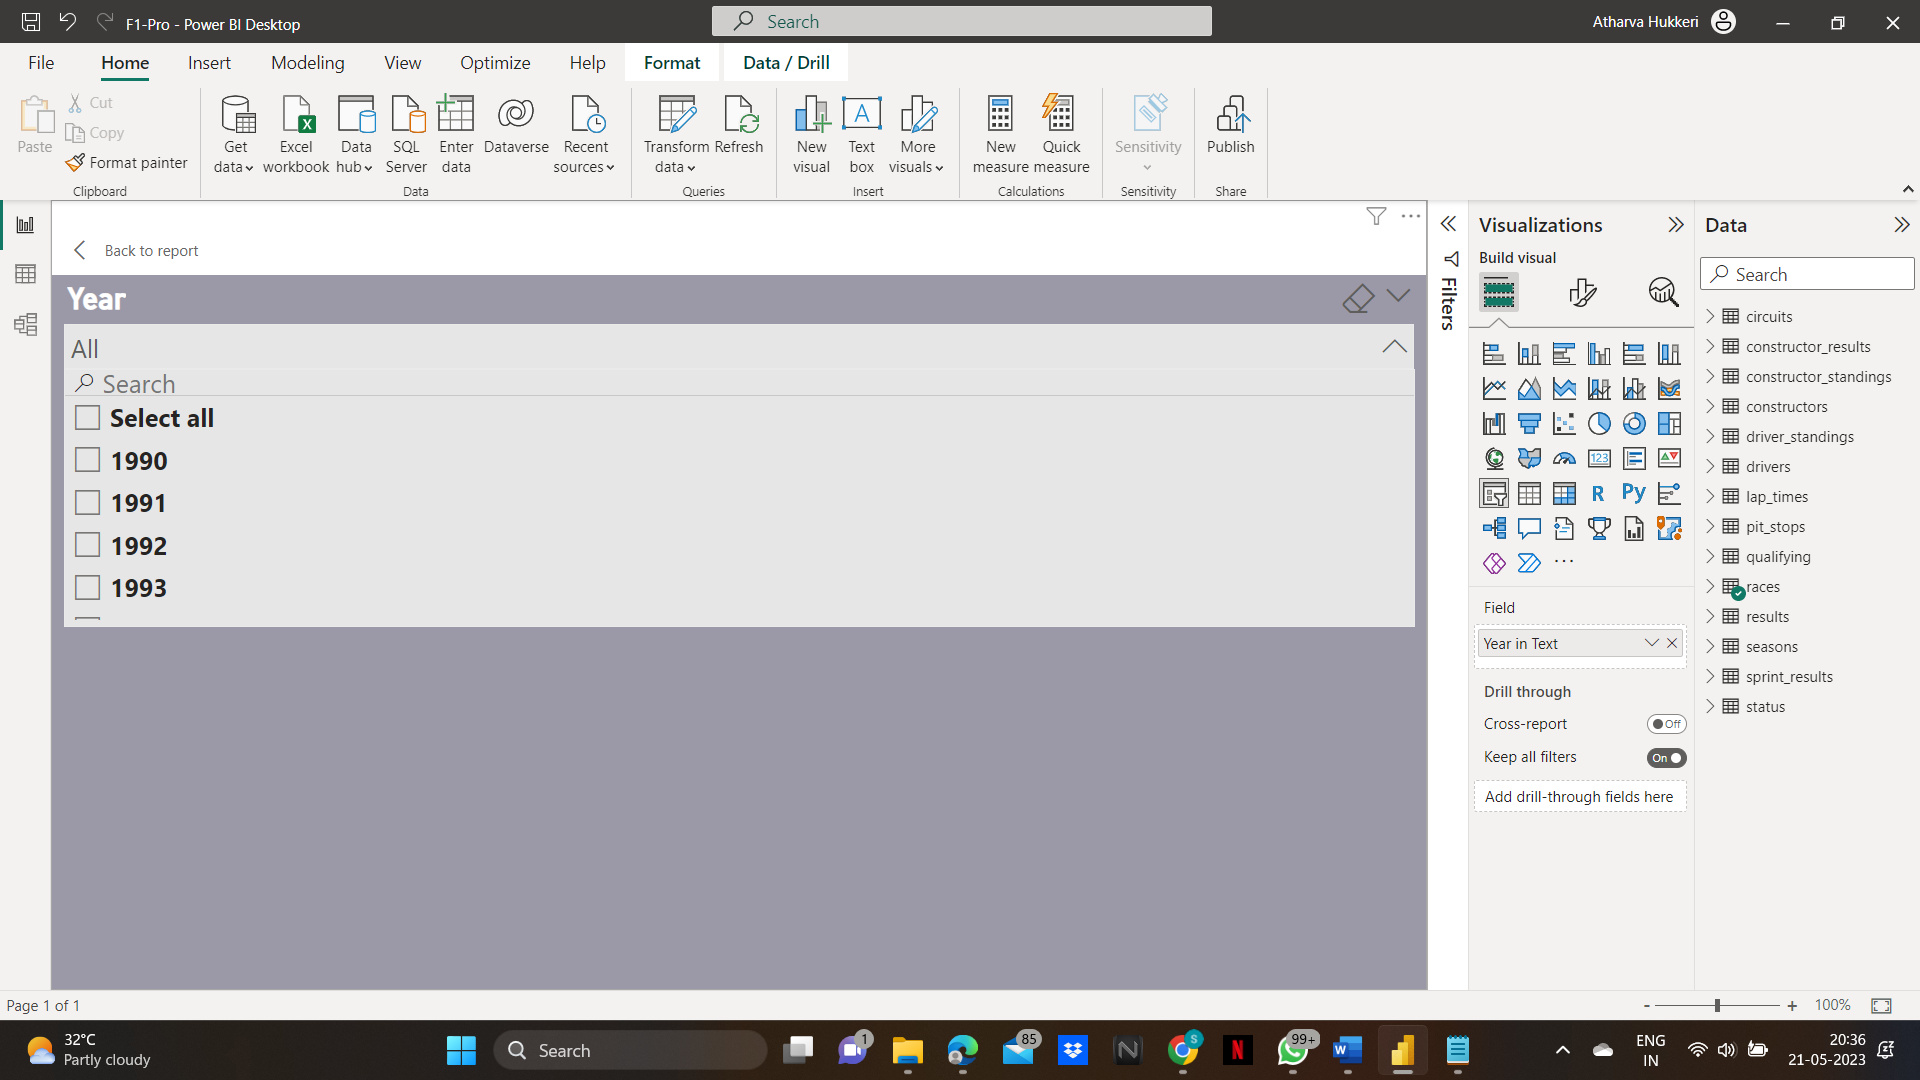 F1-Pro - Power BI Desktop
Search
Atharva Hukkeri
File Home Insert Modeling View Optimize Help Format Data / Drill
Paste
Cut
Copy
Format painter
Clipboard
Get data
Excel workbook
Data hub
SQL Server
Enter data
Dataverse
Recent sources
Data
Transform data
Refresh
Queries
New visual
Text box
More visuals
Insert
New measure
Quick measure
Calculations
Sensitivity
Sensitivity
Publish
Share
Back to report
Year
All
Search
Select all
1990
1991
1992
1993
Filters
Visualizations
Build visual
123
R
Py
Field
Year in Text
Drill through
Cross-report
Off
Keep all filters
On
Add drill-through fields here
Data
Search
circuits
constructor_results
constructor_standings
constructors
driver_standings
drivers
lap_times
pit_stops
qualifying
races
results
seasons
sprint_results
status
Page 1 of 1
- + 100%
32°C
Partly cloudy
Search
1
85
S
99+
ENG
IN
20:36
21-05-2023